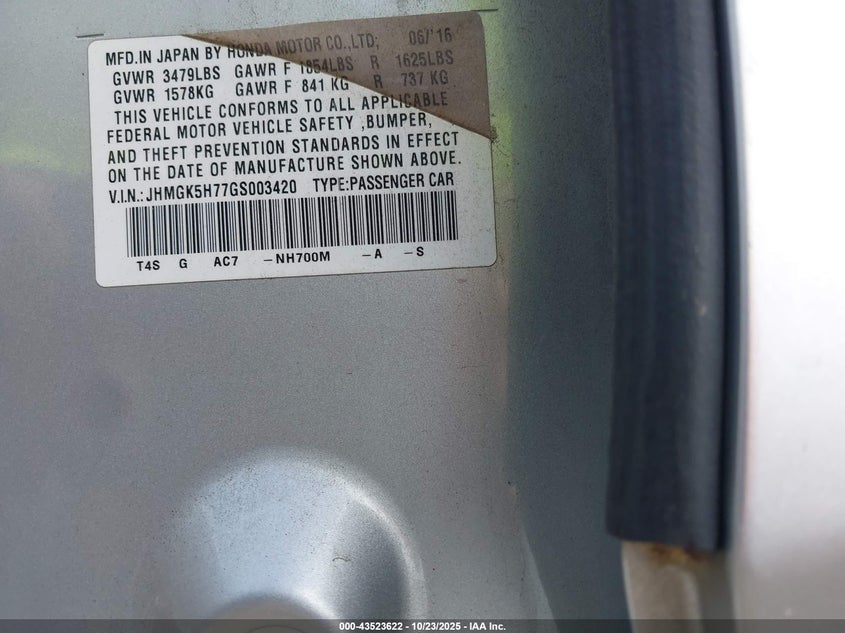 MFD.IN JAPAN BY HONDA MOTOR CO.,LTD; 06/'16
GVWR 3479LBS GAWR F 1854LBS R 1625LBS
GVWR 1578KG GAWR F 841 KG R 737 KG
THIS VEHICLE CONFORMS TO ALL APPLICABLE
FEDERAL MOTOR VEHICLE SAFETY ,BUMPER,
AND THEFT PREVENTION STANDARDS IN EFFECT
ON THE DATE OF MANUFACTURE SHOWN ABOVE.
V.I.N.: JHMGK5H77GS003420 TYPE:PASSENGER CAR
T4S G AC7 -NH700M -A -S
000-43523622 - 10/23/2025 - IAA Inc.